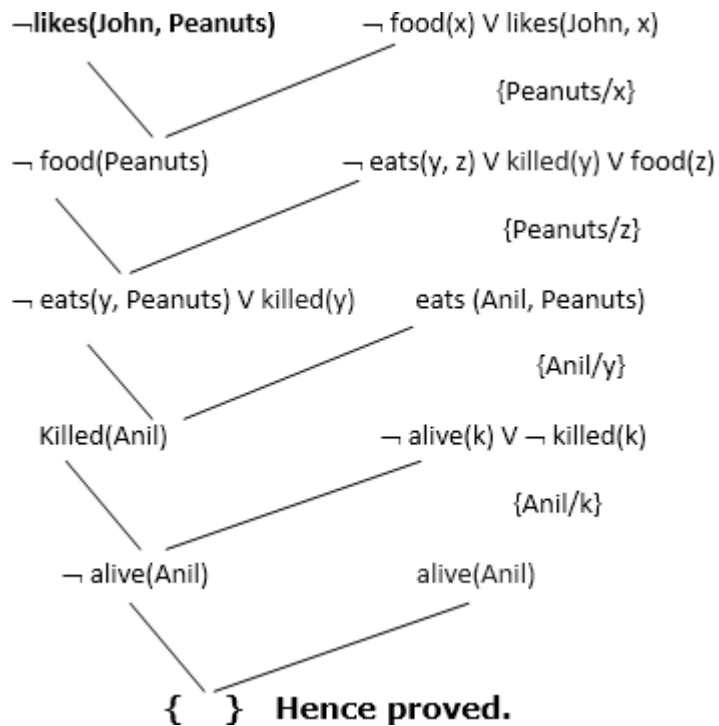 ¬likes(John, Peanuts) ¬ food(x) V likes(John, x)
{Peanuts/x}
¬ food(Peanuts) ¬ eats(y, z) V killed(y) V food(z)
{Peanuts/z}
¬ eats(y, Peanuts) V killed(y) eats (Anil, Peanuts)
{Anil/y}
Killed(Anil) ¬ alive(k) V ¬ killed(k)
{Anil/k}
¬ alive(Anil) alive(Anil)
{ } Hence proved.